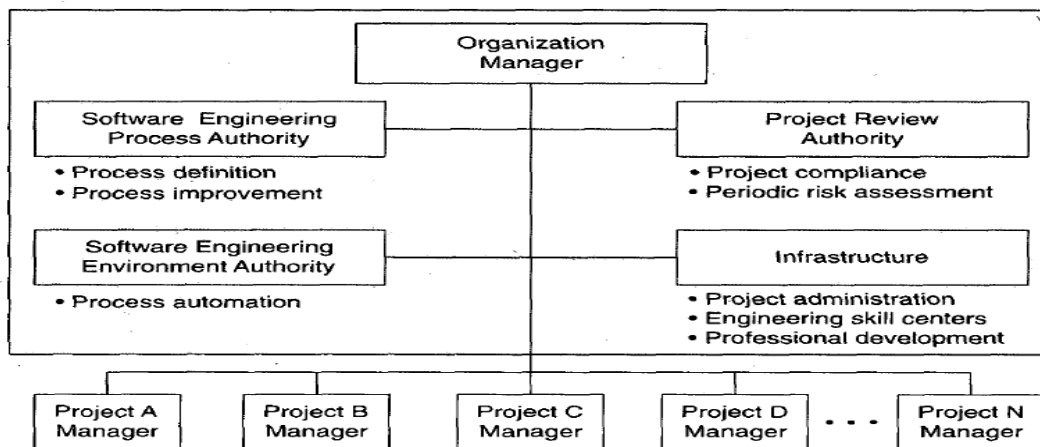 Organization
Manager
Software Engineering
Process Authority
• Process definition
• Process improvement
Project Review
Authority
• Project compliance
• Periodic risk assessment
Software Engineering
Environment Authority
• Process automation
Infrastructure
• Project administration
• Engineering skill centers
• Professional development
Project A
Manager
Project B
Manager
Project C
Manager
Project D
Manager
• • •
Project N
Manager